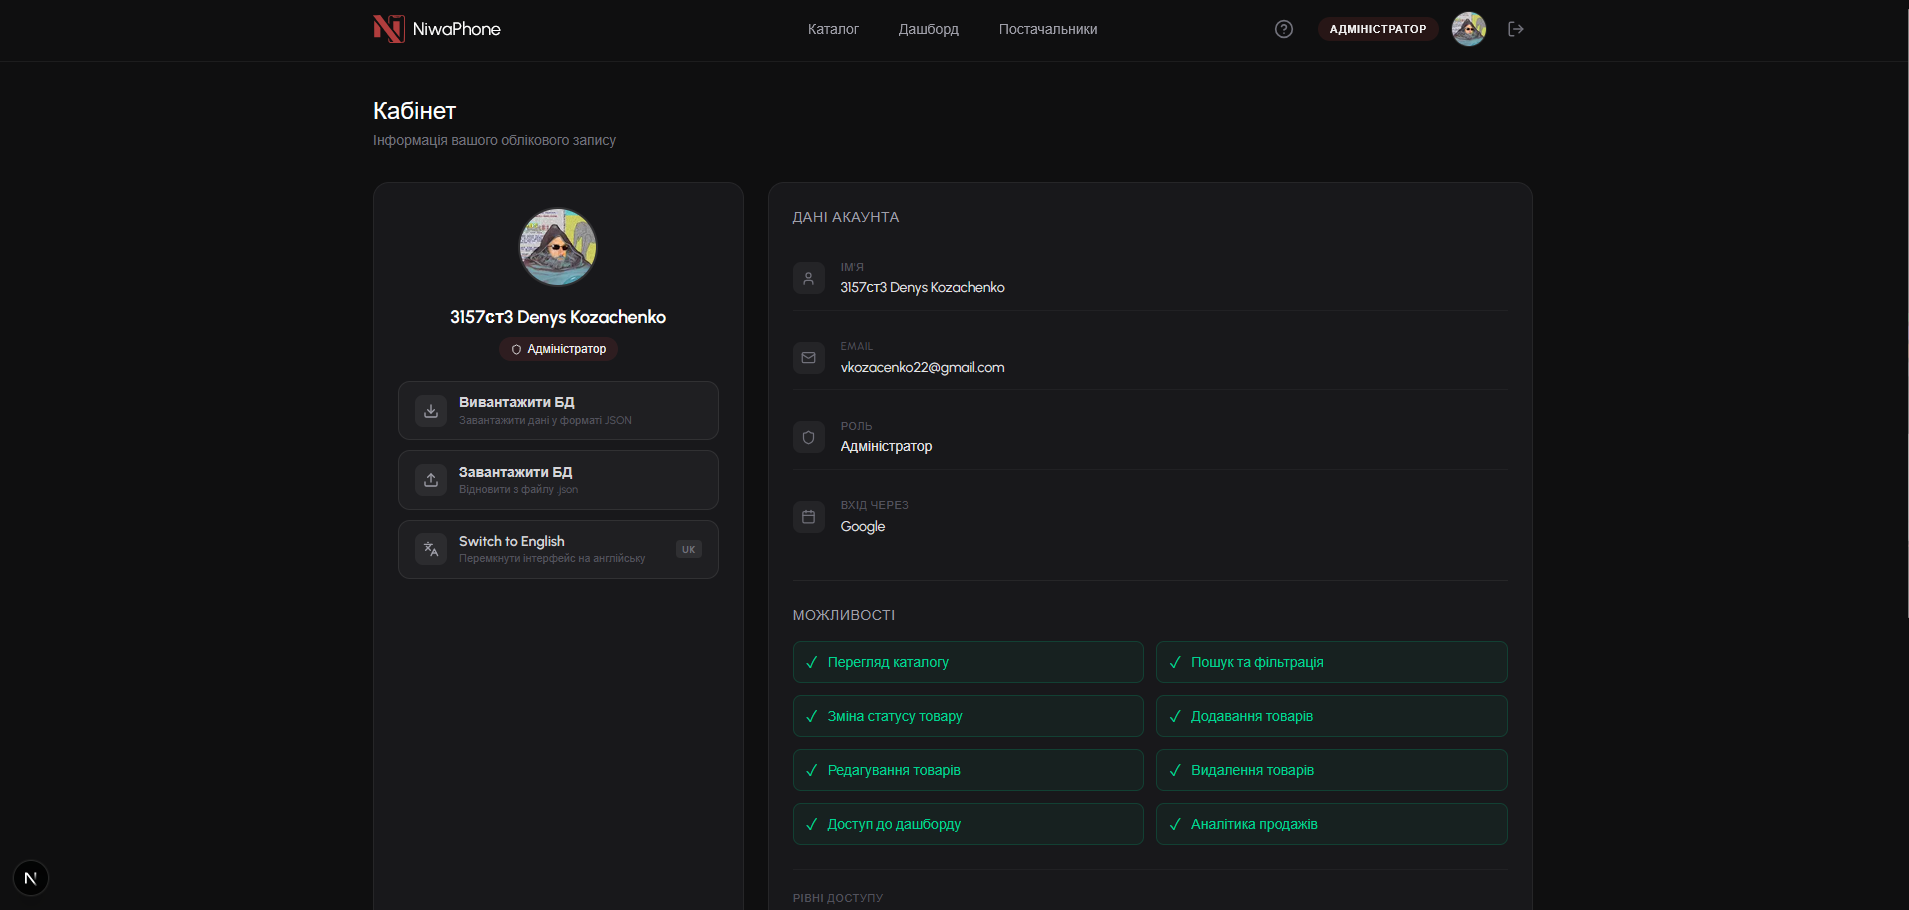 NiwaPhone
Каталог Дашборд Постачальники
АДМІНІСТРАТОР
Кабінет
Інформація вашого облікового запису
3157ст3 Denys Kozachenko
Адміністратор
Вивантажити БД
Завантажити дані у форматі JSON
Завантажити БД
Відновити з файлу .json
Switch to English
Перемкнути інтерфейс на англійську
UK
ДАНІ АКАУНТА
ІМ'Я
3157ст3 Denys Kozachenko
EMAIL
vkozacenko22@gmail.com
РОЛЬ
Адміністратор
ВХІД ЧЕРЕЗ
Google
МОЖЛИВОСТІ
Перегляд каталогу
Пошук та фільтрація
Зміна статусу товару
Додавання товарів
Редагування товарів
Видалення товарів
Доступ до дашборду
Аналітика продажів
РІВНІ ДОСТУПУ
N